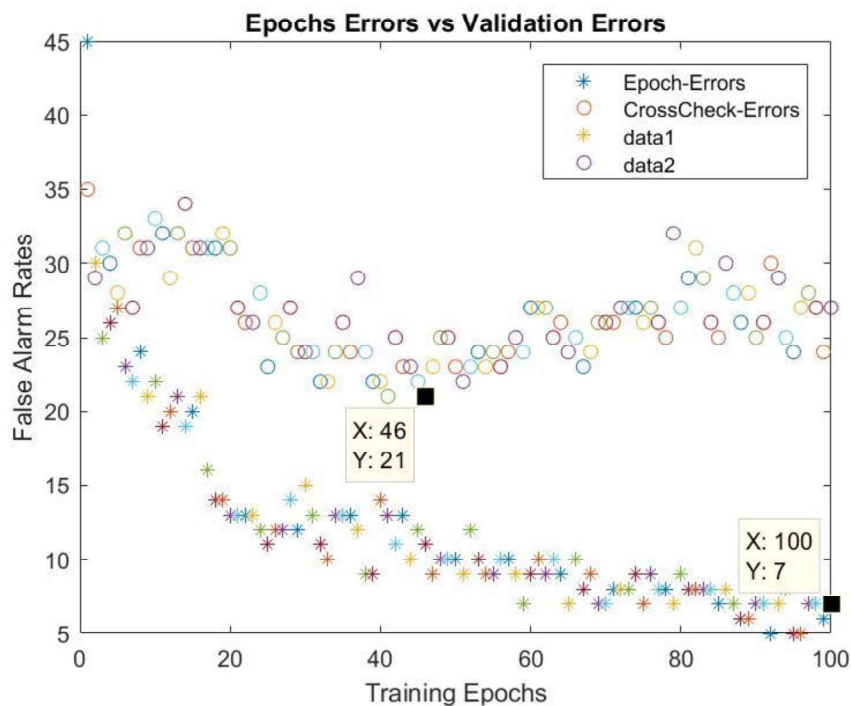 Epochs Errors vs Validation Errors
45
40
35
30
25
20
15
10
5
False Alarm Rates
Epoch-Errors
CrossCheck-Errors
data1
data2
X: 46
Y: 21
X: 100
Y: 7
0
20
40
60
80
100
Training Epochs